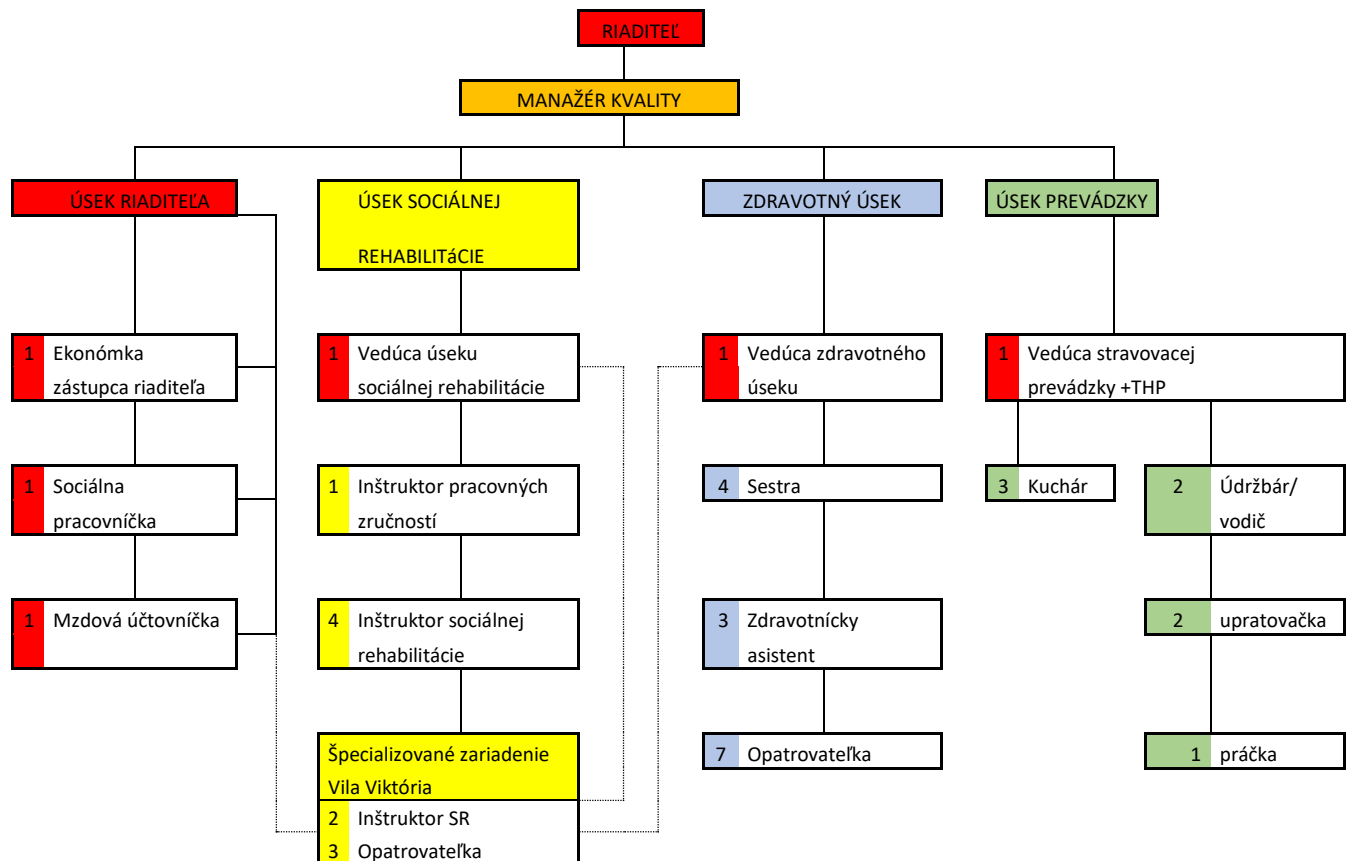 RIADITEĽ
MANAŽÉR KVALITY
ÚSEK RIADITEĽA
1 Ekonómka
zástupca riaditeľa
1 Sociálna
pracovníčka
1 Mzdová účtovníčka
ÚSEK SOCIÁLNEJ
REHABILITáCIE
1 Vedúca úseku
sociálnej rehabilitácie
1 Inštruktor pracovných
zručností
4 Inštruktor sociálnej
rehabilitácie
Špecializované zariadenie
Vila Viktória
2 Inštruktor SR
3 Opatrovateľka
ZDRAVOTNÝ ÚSEK
1 Vedúca zdravotného
úseku
4 Sestra
3 Zdravotnícky
asistent
7 Opatrovateľka
ÚSEK PREVÁDZKY
1 Vedúca stravovacej
prevádzky +THP
3 Kuchár
2 Údržbár/
vodič
2 upratovačka
1 práčka